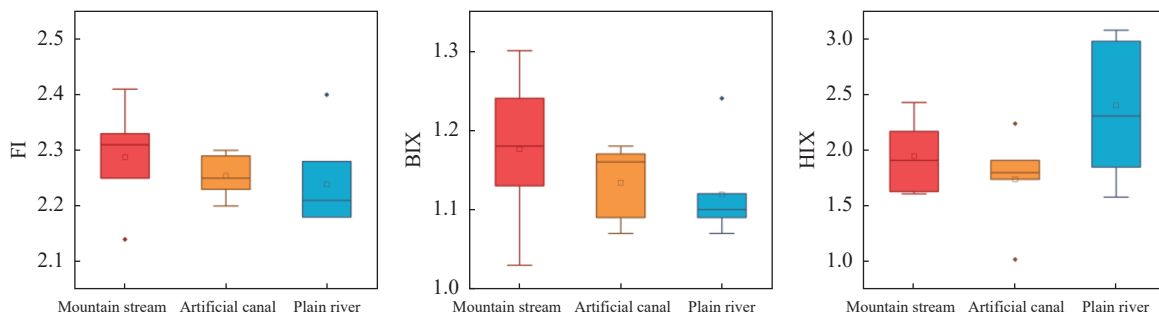 FI
2.5
2.4
2.3
2.2
2.1
Mountain stream Artificial canal Plain river
BIX
1.3
1.2
1.1
1.0
Mountain stream Artificial canal Plain river
HIX
3.0
2.5
2.0
1.5
1.0
Mountain stream Artificial canal Plain river